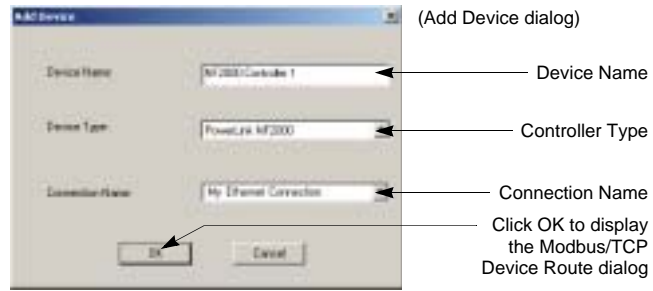 Add Device
(Add Device dialog)
Device Name
NF2000 Controller 1
Device Name
Device Type
PowerLink NF2000
Controller Type
Connection Name
My Ethernet Connection
Connection Name
OK
Cancel
Click OK to display
the Modbus/TCP
Device Route dialog